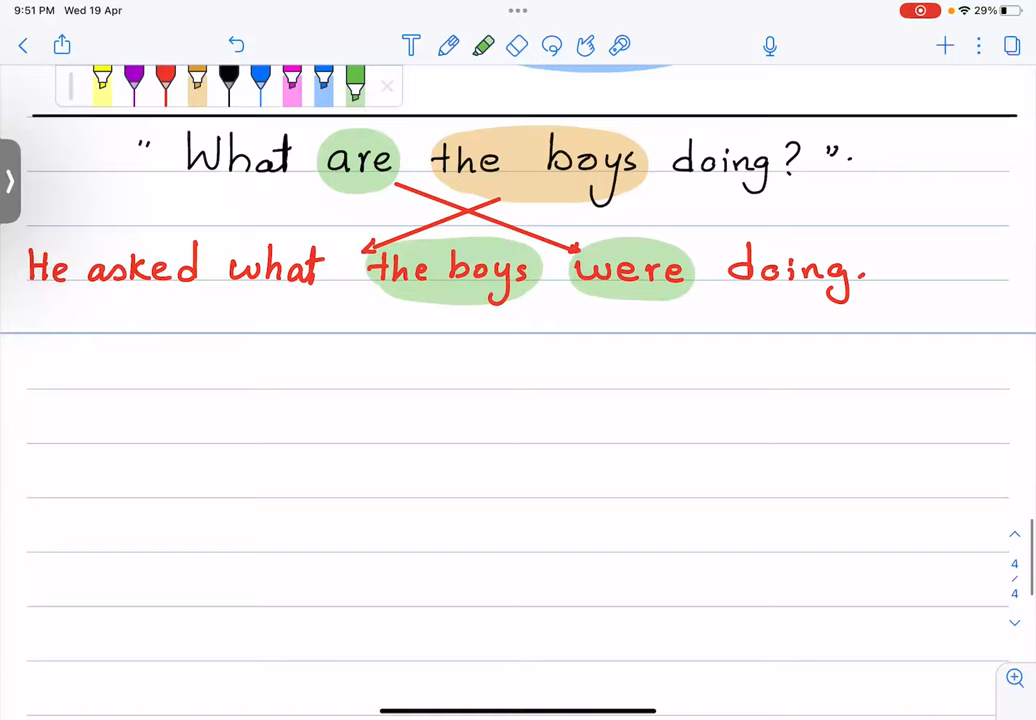 9:51 PM Wed 19 Apr
29%
" What are the boys doing? ".
He asked what the boys were doing.
4
/
4